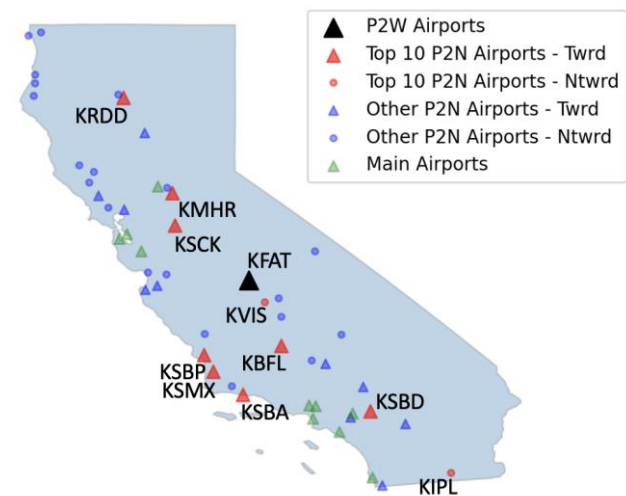 P2W Airports
Top 10 P2N Airports - Twrd
Top 10 P2N Airports - Ntwrd
Other P2N Airports - Twrd
Other P2N Airports - Ntwrd
Main Airports
KRDD
KMHR
KSCK
KFAT
KVIS
KBFL
KSBP
KSMX
KSBA
KSBD
KIPL